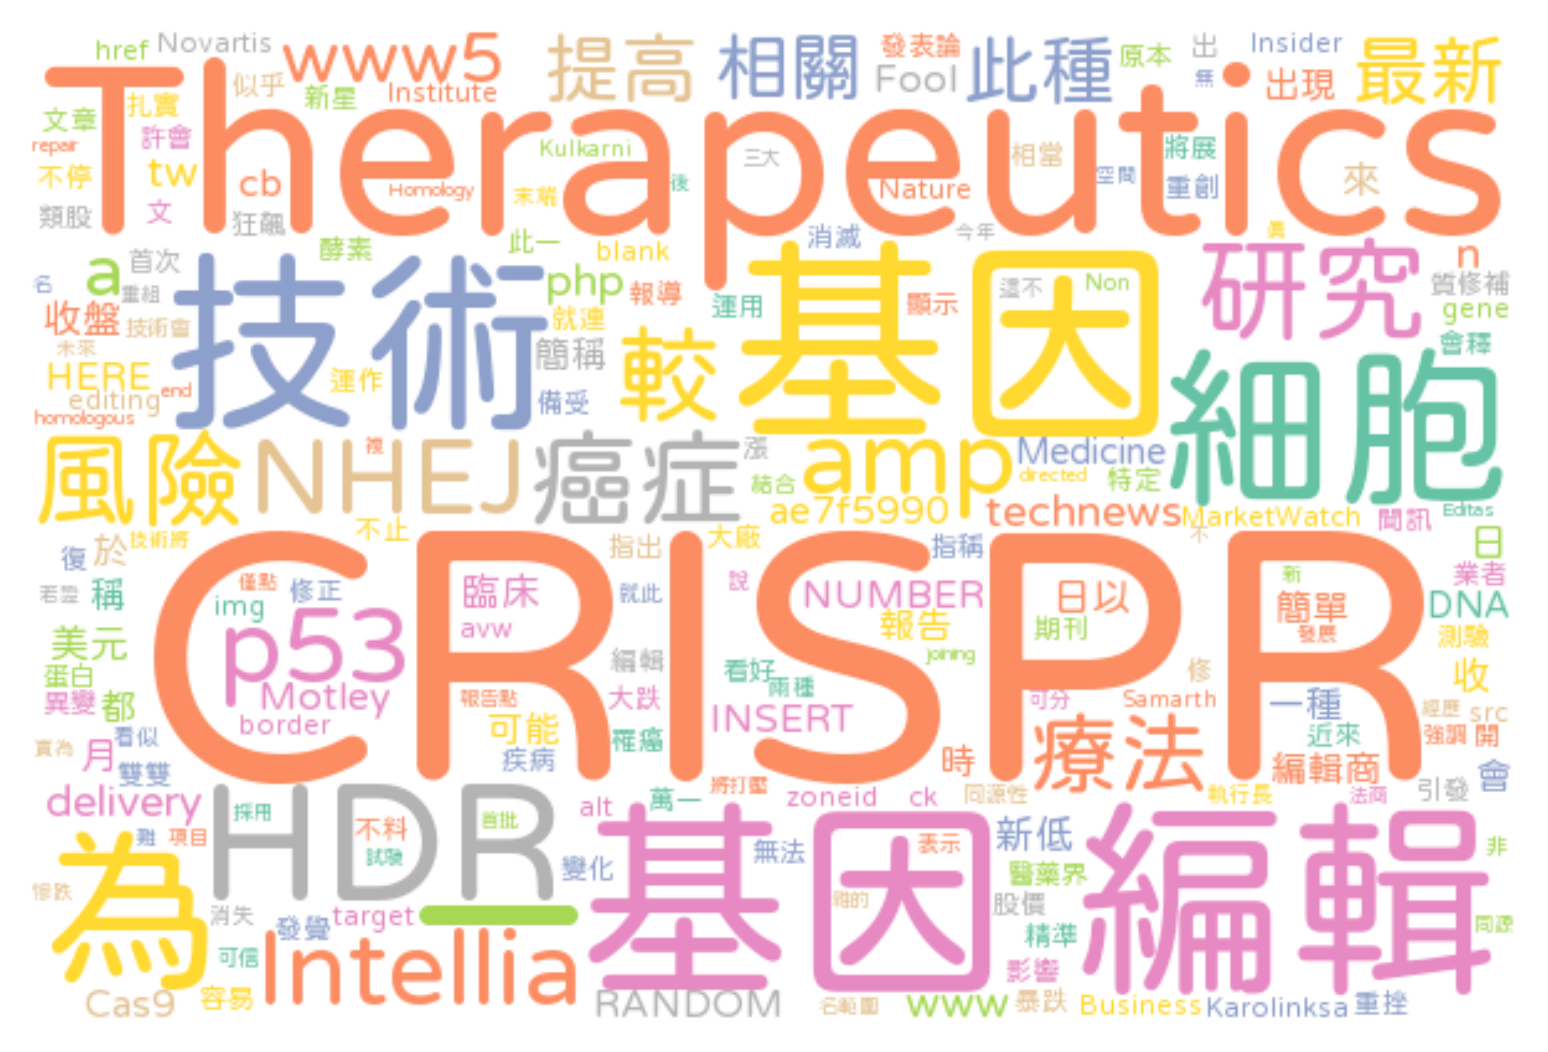 href Novartis www5 提高 相關 發表論 此種 原本 出 Insider 最新
似乎 新星 Institute Fool 無 出現
Therapeutics
文章 扎實 repair 許會 不停 tw cb Homology Kulkarni 三大 相當 將展
類股 文 狂飆 末端 後 Nature 空間 重創 來
酵素 此一 blank 消滅 今年
a 首次 技術 php 報導 運用 基因 顯示 還不 Non 研究 n
名 重組 收盤 技術會 就連 簡稱 較 質修補 gene
未來 HERE editing end 運作 備受 會釋 細胞
homologous
風險 NHEJ 癌症 漲 amp Medicine
複 結合 directed 特定
ae7f5990 technews MarketWatch 聞訊 Editas
技術將 不止 大廠 不 日
復 於 指出 指稱
CRISPR
稱 僅點 修正 臨床 就此 說 NUMBER 日以 新 簡單 業者 DNA
img p53 avw 報告 期刊 發展 測驗
美元 蛋白 編輯 看好 兩種 joining 修 收
異變 都 Motley 報告點 大跌 INSERT 可分 Samarth 一種 經歷 src
看似 border 可能 罹癌 療法 近來 強調 開
月 雙雙 疾病 時 編輯商 會
delivery 採用 將打壓 引發
HDR 首批 alt 萬一 zoneid ck 同源性 執行長 法商
為 難 項目 不料 試驗 基因 無法 表示 新低 編輯 非
慘跌 變化 醫藥界
消失 發覺 target 股價 精準 同源
可信 Intellia 影響
Cas9 容易 RANDOM 名範圍 www 暴跌 Business Karolinksa 重挫